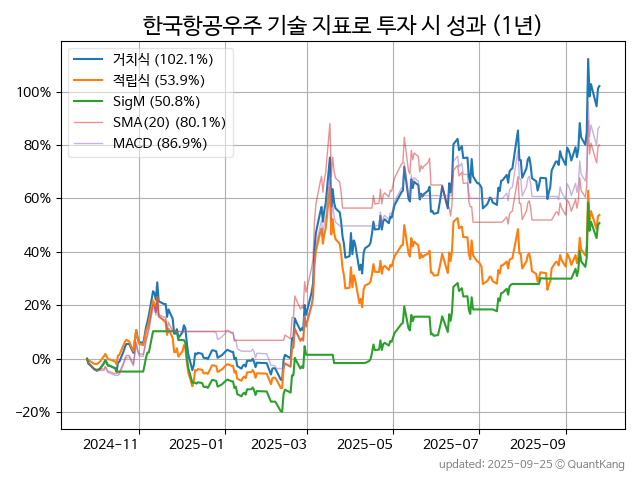 한국항공우주 기술 지표로 투자 시 성과 (1년)
거치식 (102.1%)
적립식 (53.9%)
SigM (50.8%)
SMA(20) (80.1%)
MACD (86.9%)
100%
80%
60%
40%
20%
0%
−20%
2024-11 2025-01 2025-03 2025-05 2025-07 2025-09
updated: 2025-09-25 © QuantKang